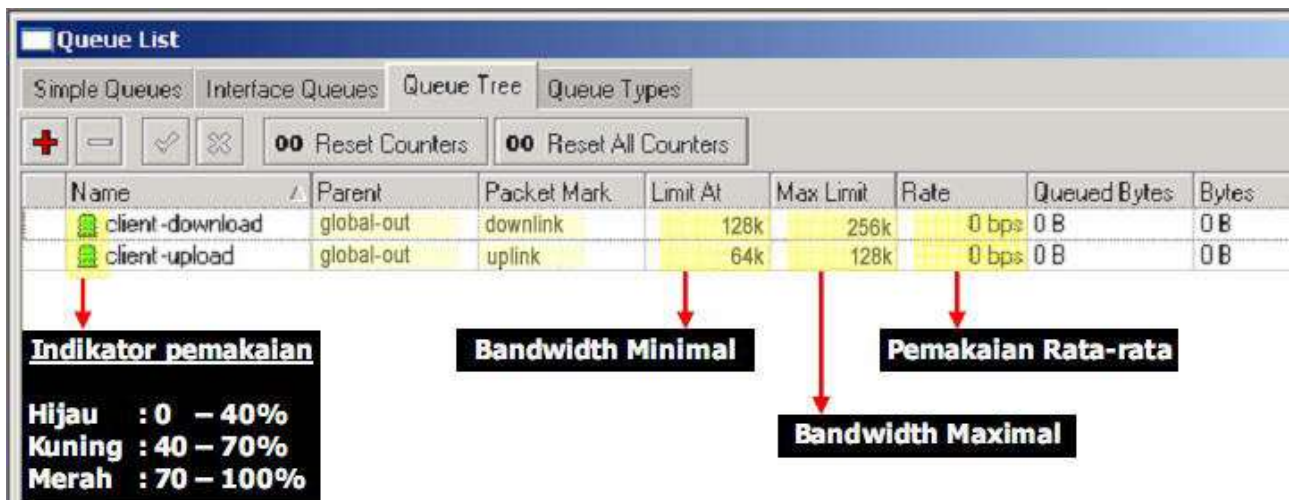 Queue List
Simple Queues Interface Queues Queue Tree Queue Types
00 Reset Counters 00 Reset All Counters
Name Parent Packet Mark Limit At Max Limit Rate Queued Bytes Bytes
client-download global-out downlink 128k 256k 0 bps 0 B 0 B
client-upload global-out uplink 64k 128k 0 bps 0 B 0 B
Indikator pemakaian
Hijau : 0 – 40%
Kuning : 40 – 70%
Merah : 70 – 100%
Bandwidth Minimal
Pemakaian Rata-rata
Bandwidth Maximal